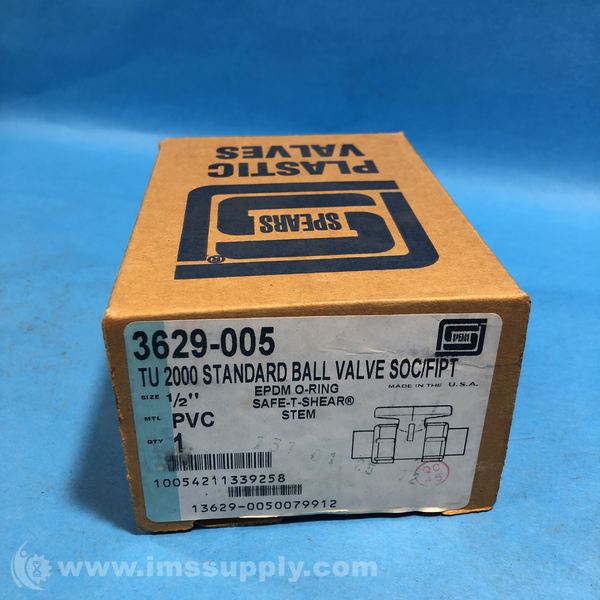 PLASTIC
VALVES
SPEARS
®
3629-005
TU 2000 STANDARD BALL VALVE SOC/FIPT
EPDM O-RING
MADE IN THE U.S.A.
SIZE 1/2"
SAFE-T-SHEAR®
MTL PVC
STEM
QTY 1
QC
10054211339258
13629-0050079912
www.imssupply.com